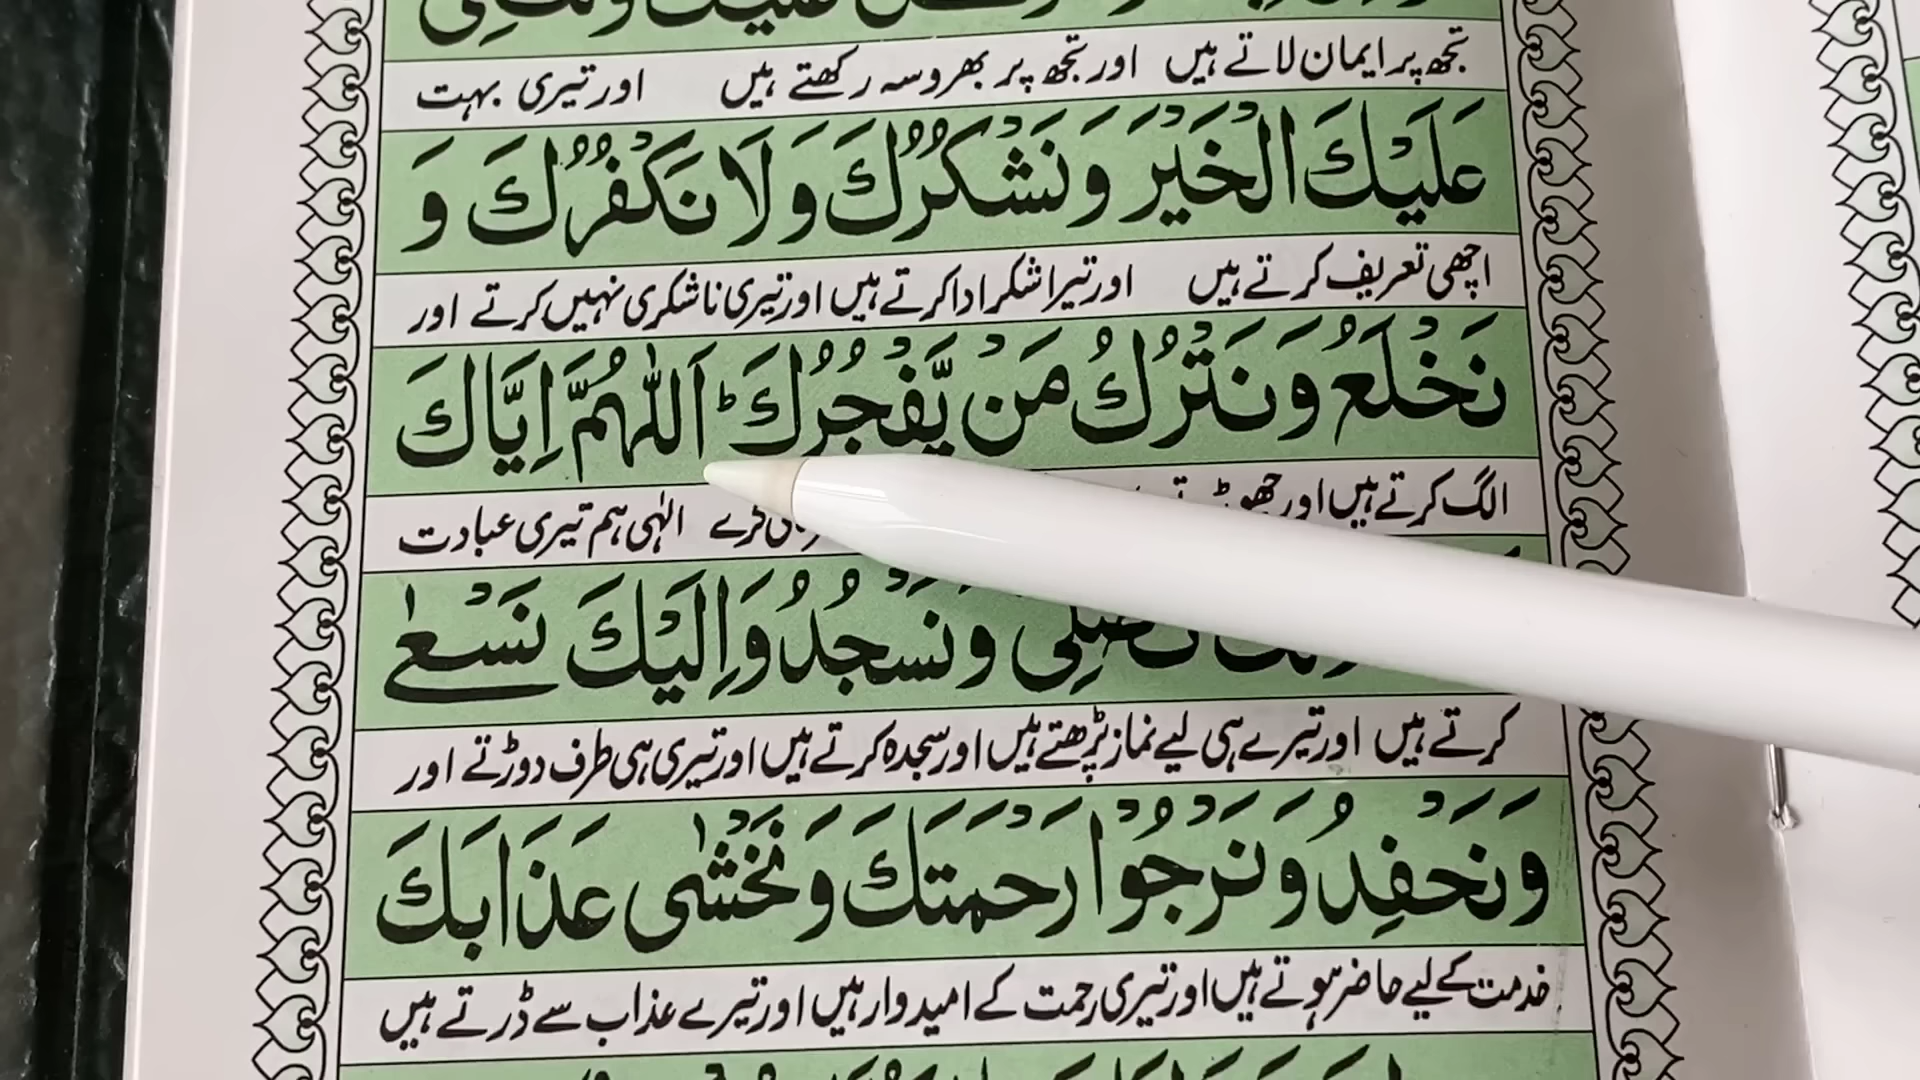 تجھ پر ایمان لاتے ہیں اور تجھ پر بھروسہ رکھتے ہیں اور تیری بہت
عَلَيْكَ الْخَيْرَ وَنَشْكُرُكَ وَلَا نَكْفُرُكَ وَ
اچھی تعریف کرتے ہیں اور تیرا شکر ادا کرتے ہیں اور تیری ناشکری نہیں کرتے اور
نَخْلَعُ وَنَتْرُكُ مَنْ يَّفْجُرُكَ ؕ اَللّٰهُمَّ اِيَّاكَ
الگ کرتے ہیں اور کرے الٰہی ہم تیری عبادت
وَنَسْجُدُ وَاِلَيْكَ نَسْعٰى
کرتے ہیں اور تیرے ہی لیے نماز پڑھتے ہیں اور سجدہ کرتے ہیں اور تیری ہی طرف دوڑتے اور
وَنَحْفِدُ وَنَرْجُوْا رَحْمَتَكَ وَنَخْشٰى عَذَابَكَ
خدمت کے لیے حاضر ہوتے ہیں اور تیری رحمت کے امیدوار ہیں اور تیرے عذاب سے ڈرتے ہیں